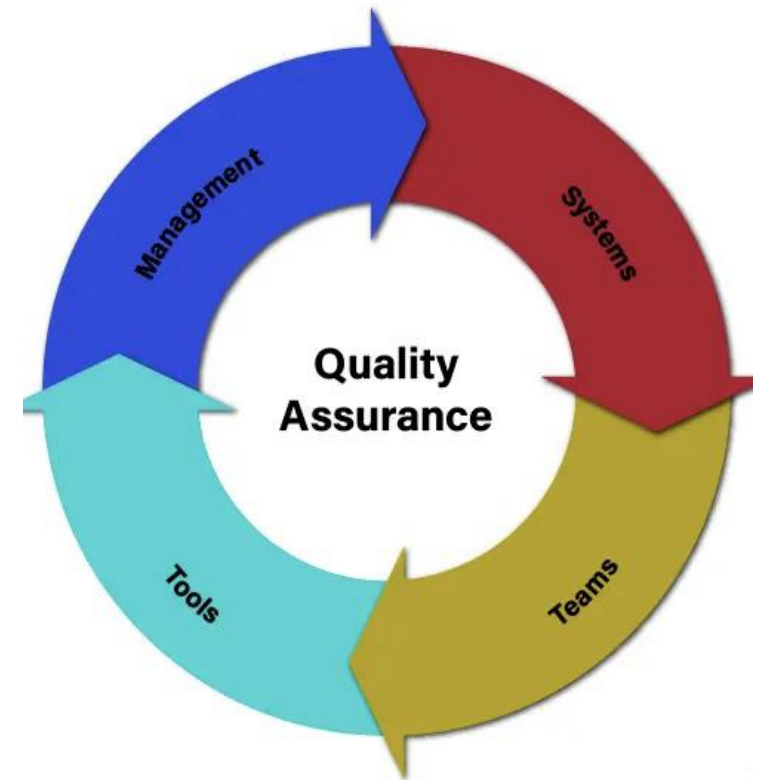 Management
Systems
Quality
Assurance
Tools
Teams